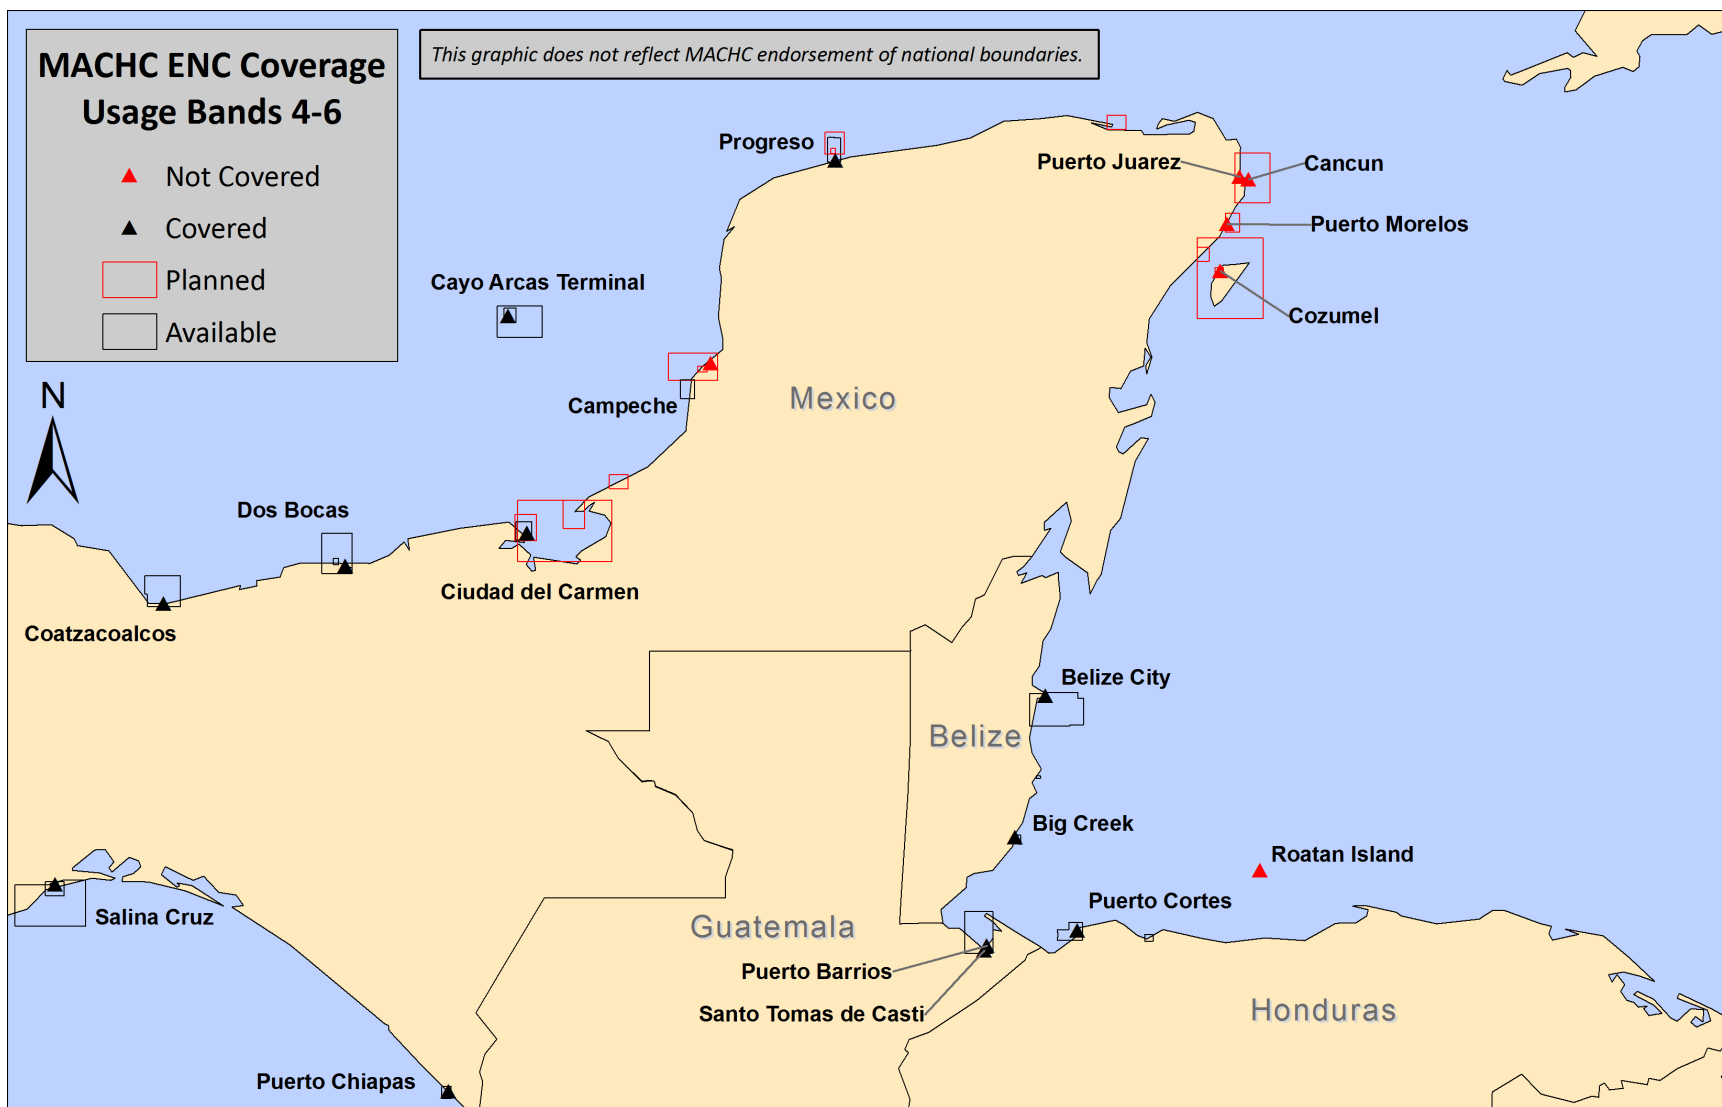 MACHC ENC Coverage
Usage Bands 4-6
Not Covered
Covered
Planned
Available
This graphic does not reflect MACHC endorsement of national boundaries.
N
Progreso
Puerto Juarez
Cancun
Puerto Morelos
Cayo Arcas Terminal
Cozumel
Mexico
Campeche
Dos Bocas
Ciudad del Carmen
Coatzacoalcos
Belize City
Belize
Big Creek
Roatan Island
Puerto Cortes
Salina Cruz
Guatemala
Puerto Barrios
Honduras
Santo Tomas de Casti
Puerto Chiapas